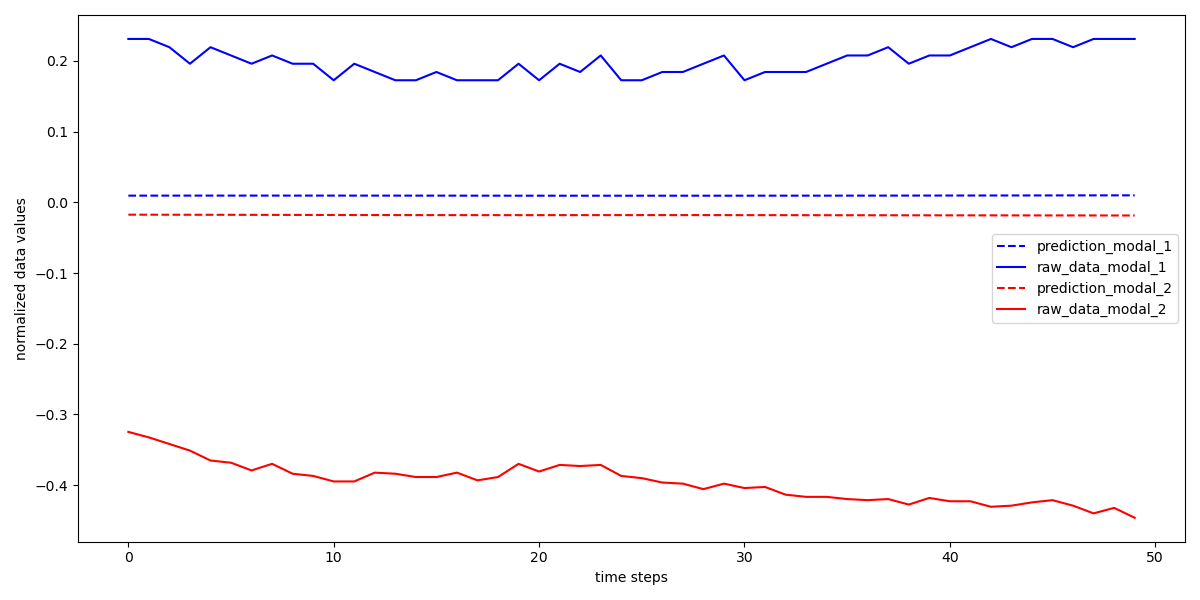 0.2
0.1
0.0
−0.1
−0.2
−0.3
−0.4
normalized data values
prediction_modal_1
raw_data_modal_1
prediction_modal_2
raw_data_modal_2
0 10 20 30 40 50
time steps